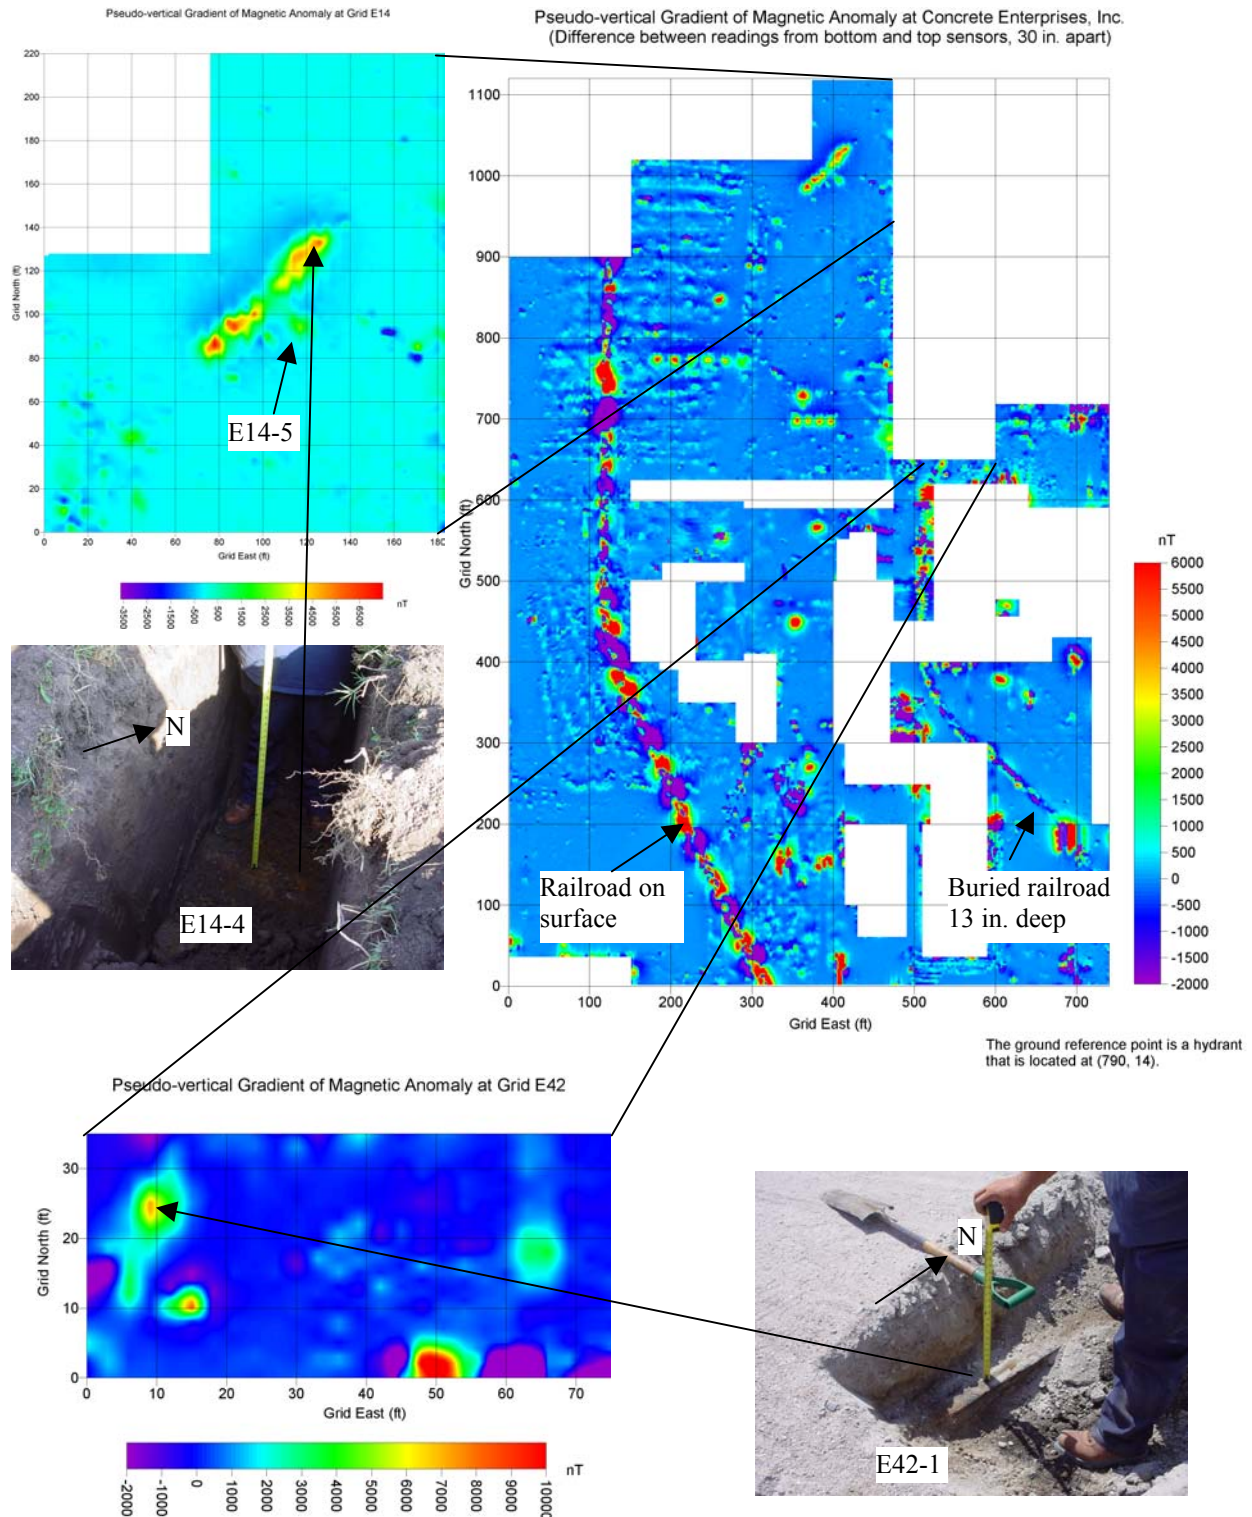 Pseudo-vertical Gradient of Magnetic Anomaly at Grid E14
220
200
180
160
140
120
100
80
60
40
20
0
Grid North (ft)
E14-5
0 20 40 60 80 100 120 140 160 180
Grid East (ft)
-3500 -2500 -1500 -500 500 1500 2500 3500 4500 5500 6500
nT
Pseudo-vertical Gradient of Magnetic Anomaly at Concrete Enterprises, Inc.
(Difference between readings from bottom and top sensors, 30 in. apart)
1100
1000
900
800
700
600
500
400
300
200
100
0
Grid North (ft)
Railroad on
surface
Buried railroad
13 in. deep
0 100 200 300 400 500 600 700
Grid East (ft)
nT
6000
5500
5000
4500
4000
3500
3000
2500
2000
1500
1000
500
0
-500
-1000
-1500
-2000
The ground reference point is a hydrant
that is located at (790, 14).
N
E14-4
Pseudo-vertical Gradient of Magnetic Anomaly at Grid E42
30
20
10
0
Grid North (ft)
0 10 20 30 40 50 60 70
Grid East (ft)
-2000 -1000 0 1000 2000 3000 4000 5000 6000 7000 8000 9000 10000
nT
N
E42-1